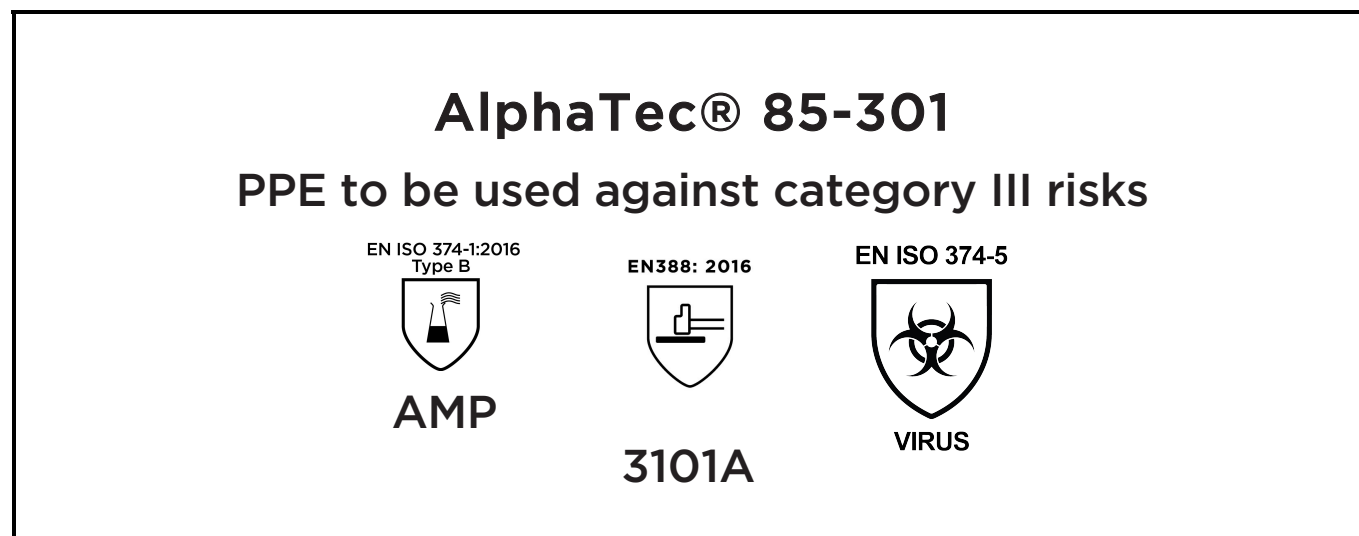 AlphaTec® 85-301
PPE to be used against category III risks
EN ISO 374-1:2016
Type B
AMP
EN388: 2016
3101A
EN ISO 374-5
VIRUS